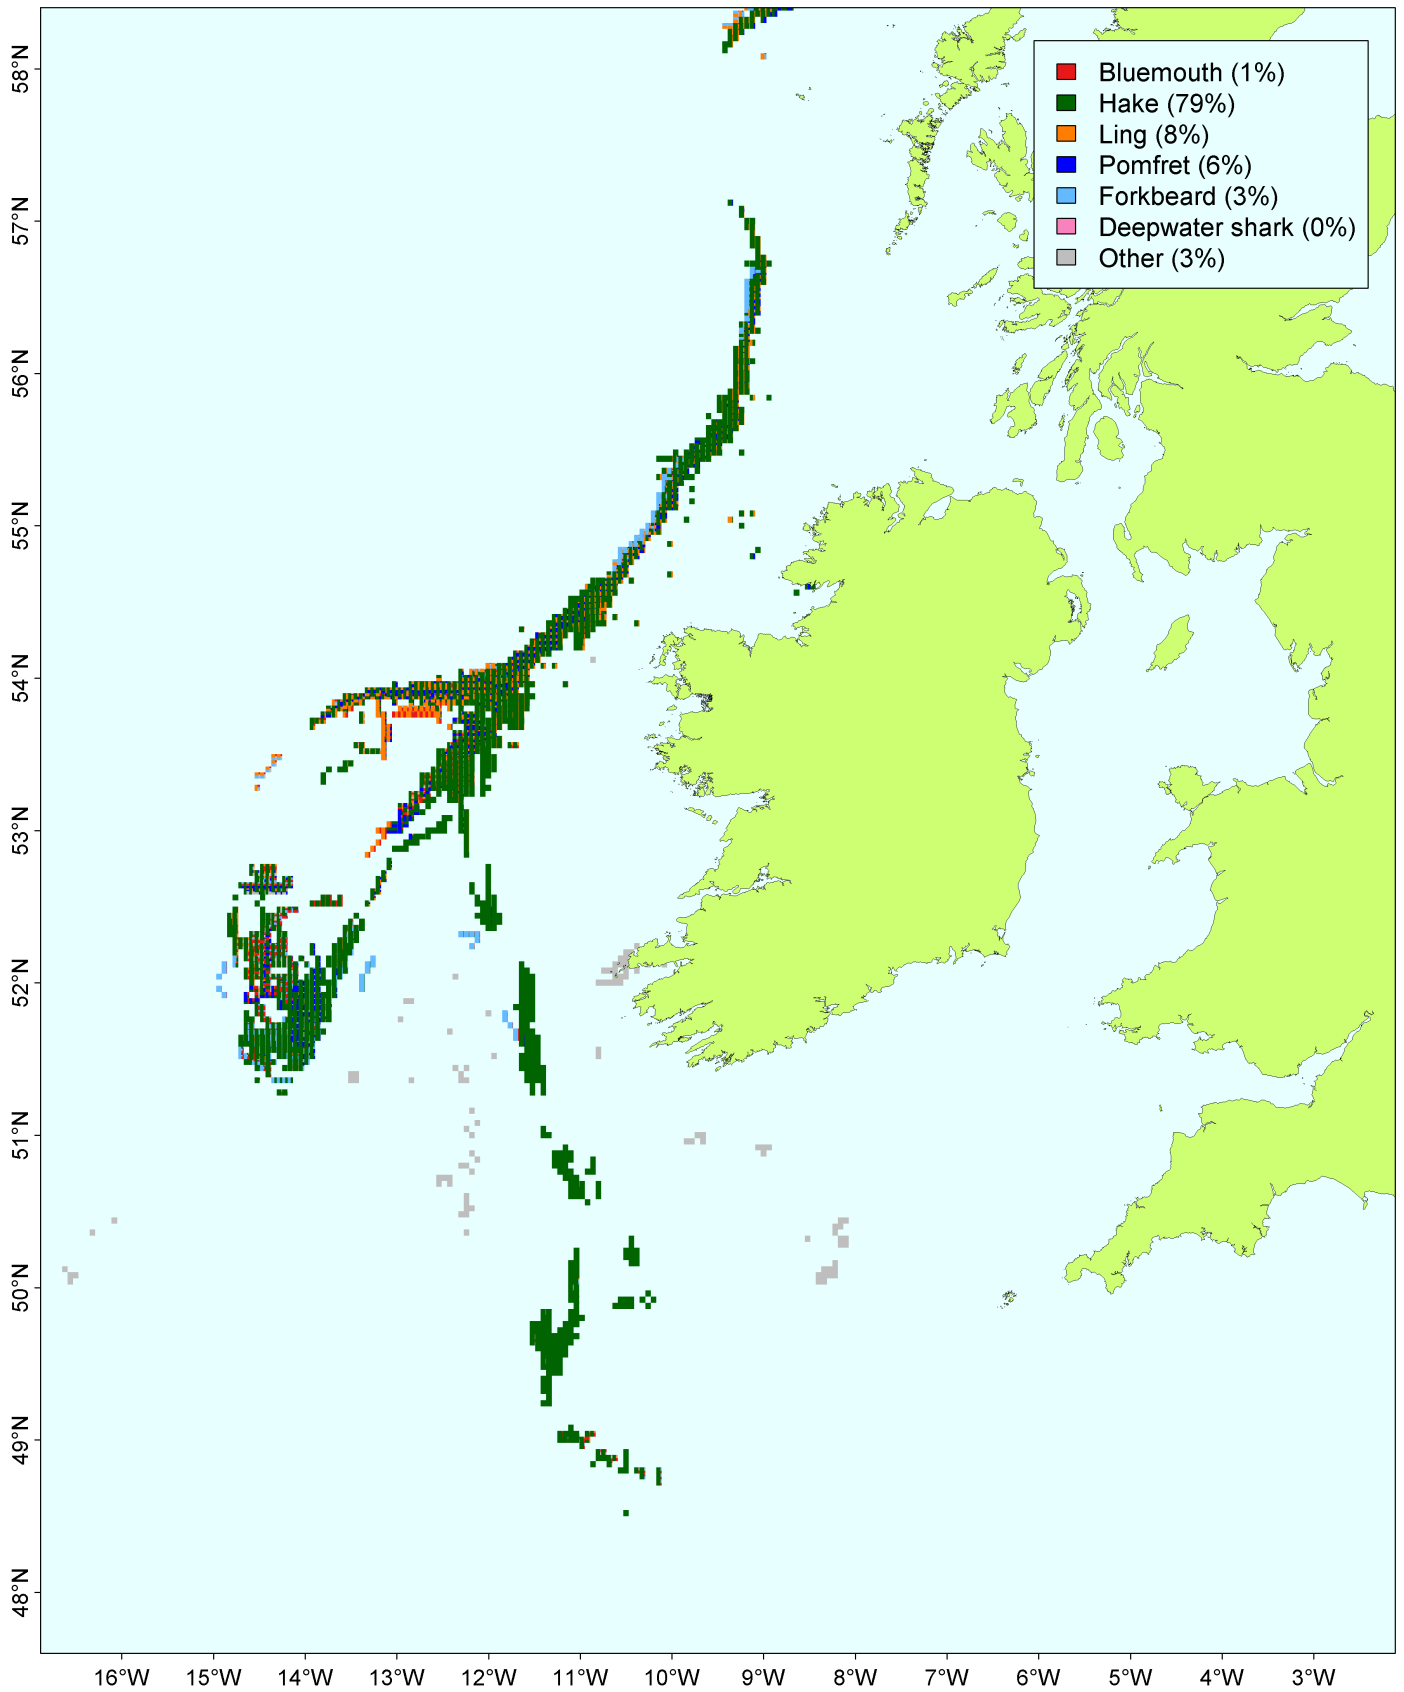 Bluemouth (1%)
Hake (79%)
Ling (8%)
Pomfret (6%)
Forkbeard (3%)
Deepwater shark (0%)
Other (3%)
58°N
57°N
56°N
55°N
54°N
53°N
52°N
51°N
50°N
49°N
48°N
16°W 15°W 14°W 13°W 12°W 11°W 10°W 9°W 8°W 7°W 6°W 5°W 4°W 3°W